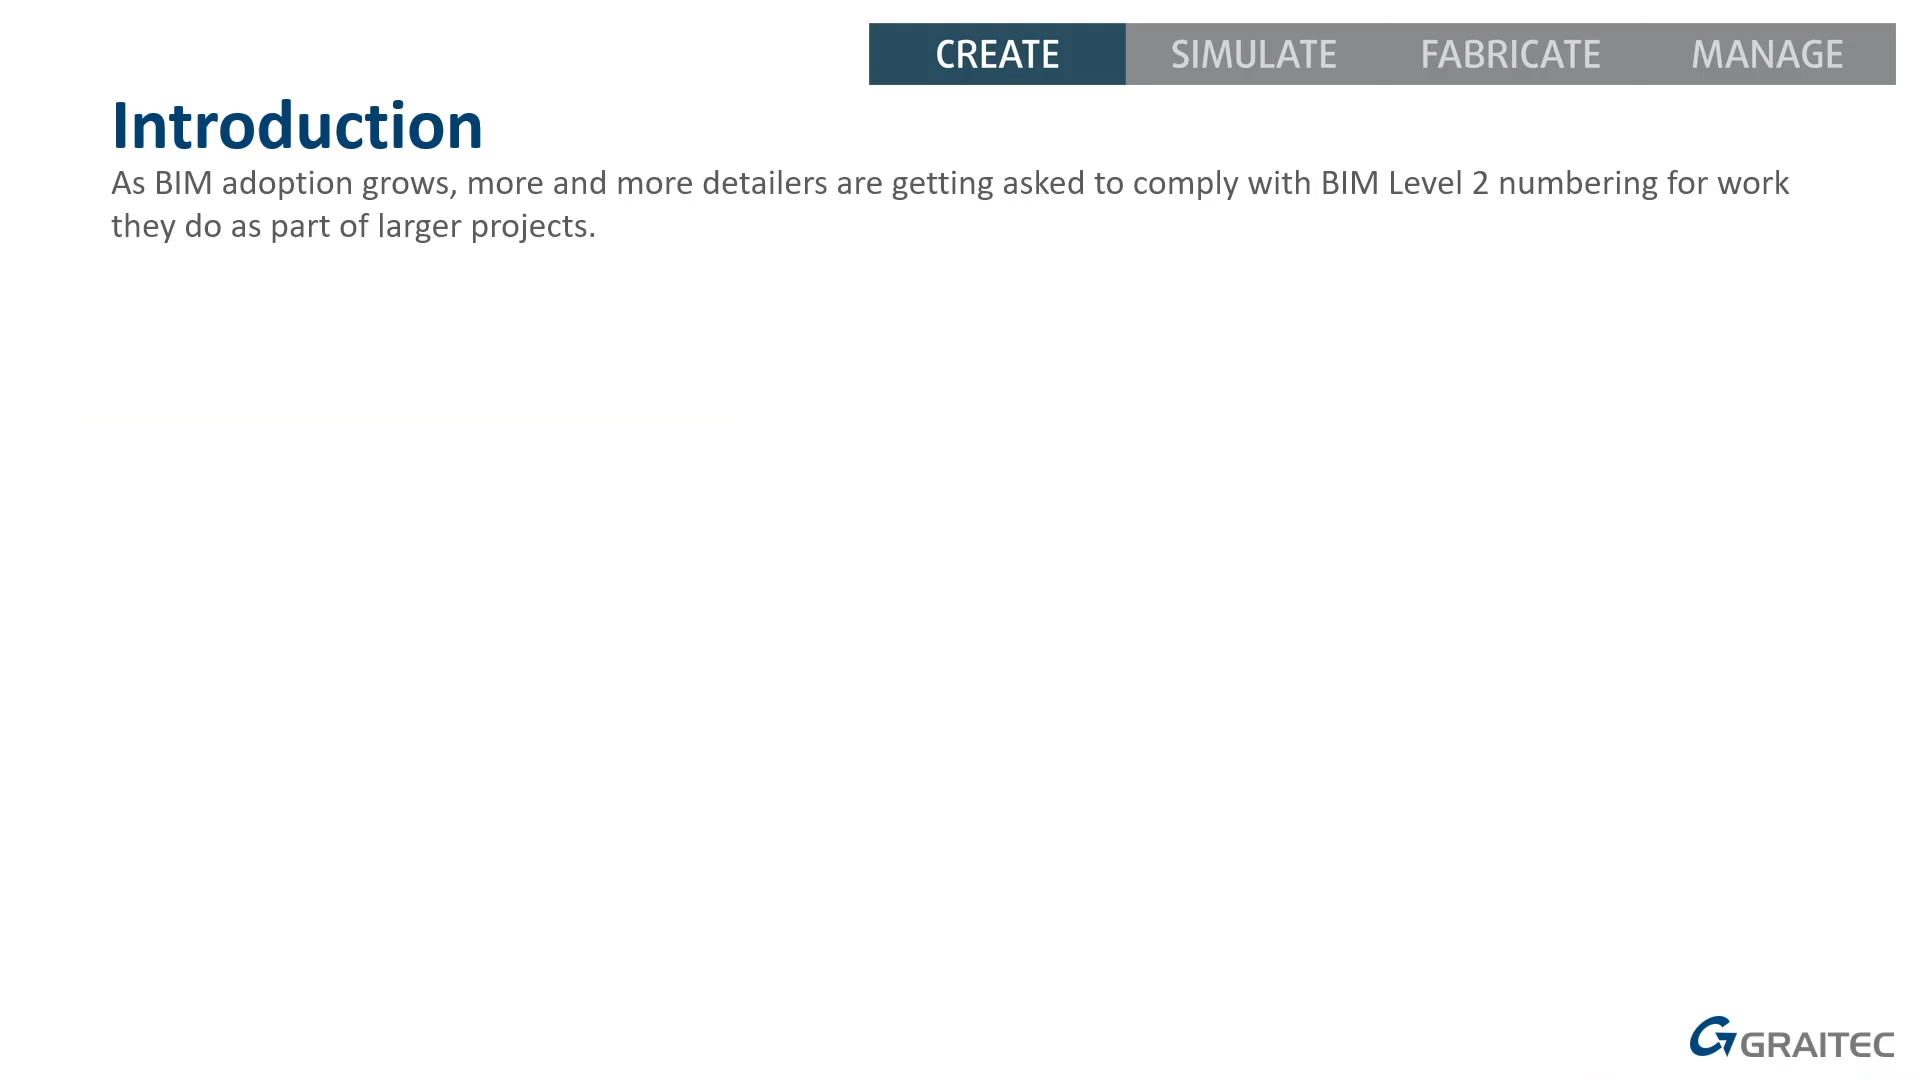 CREATE SIMULATE FABRICATE MANAGE
Introduction
As BIM adoption grows, more and more detailers are getting asked to comply with BIM Level 2 numbering for work
they do as part of larger projects.
GRAITEC